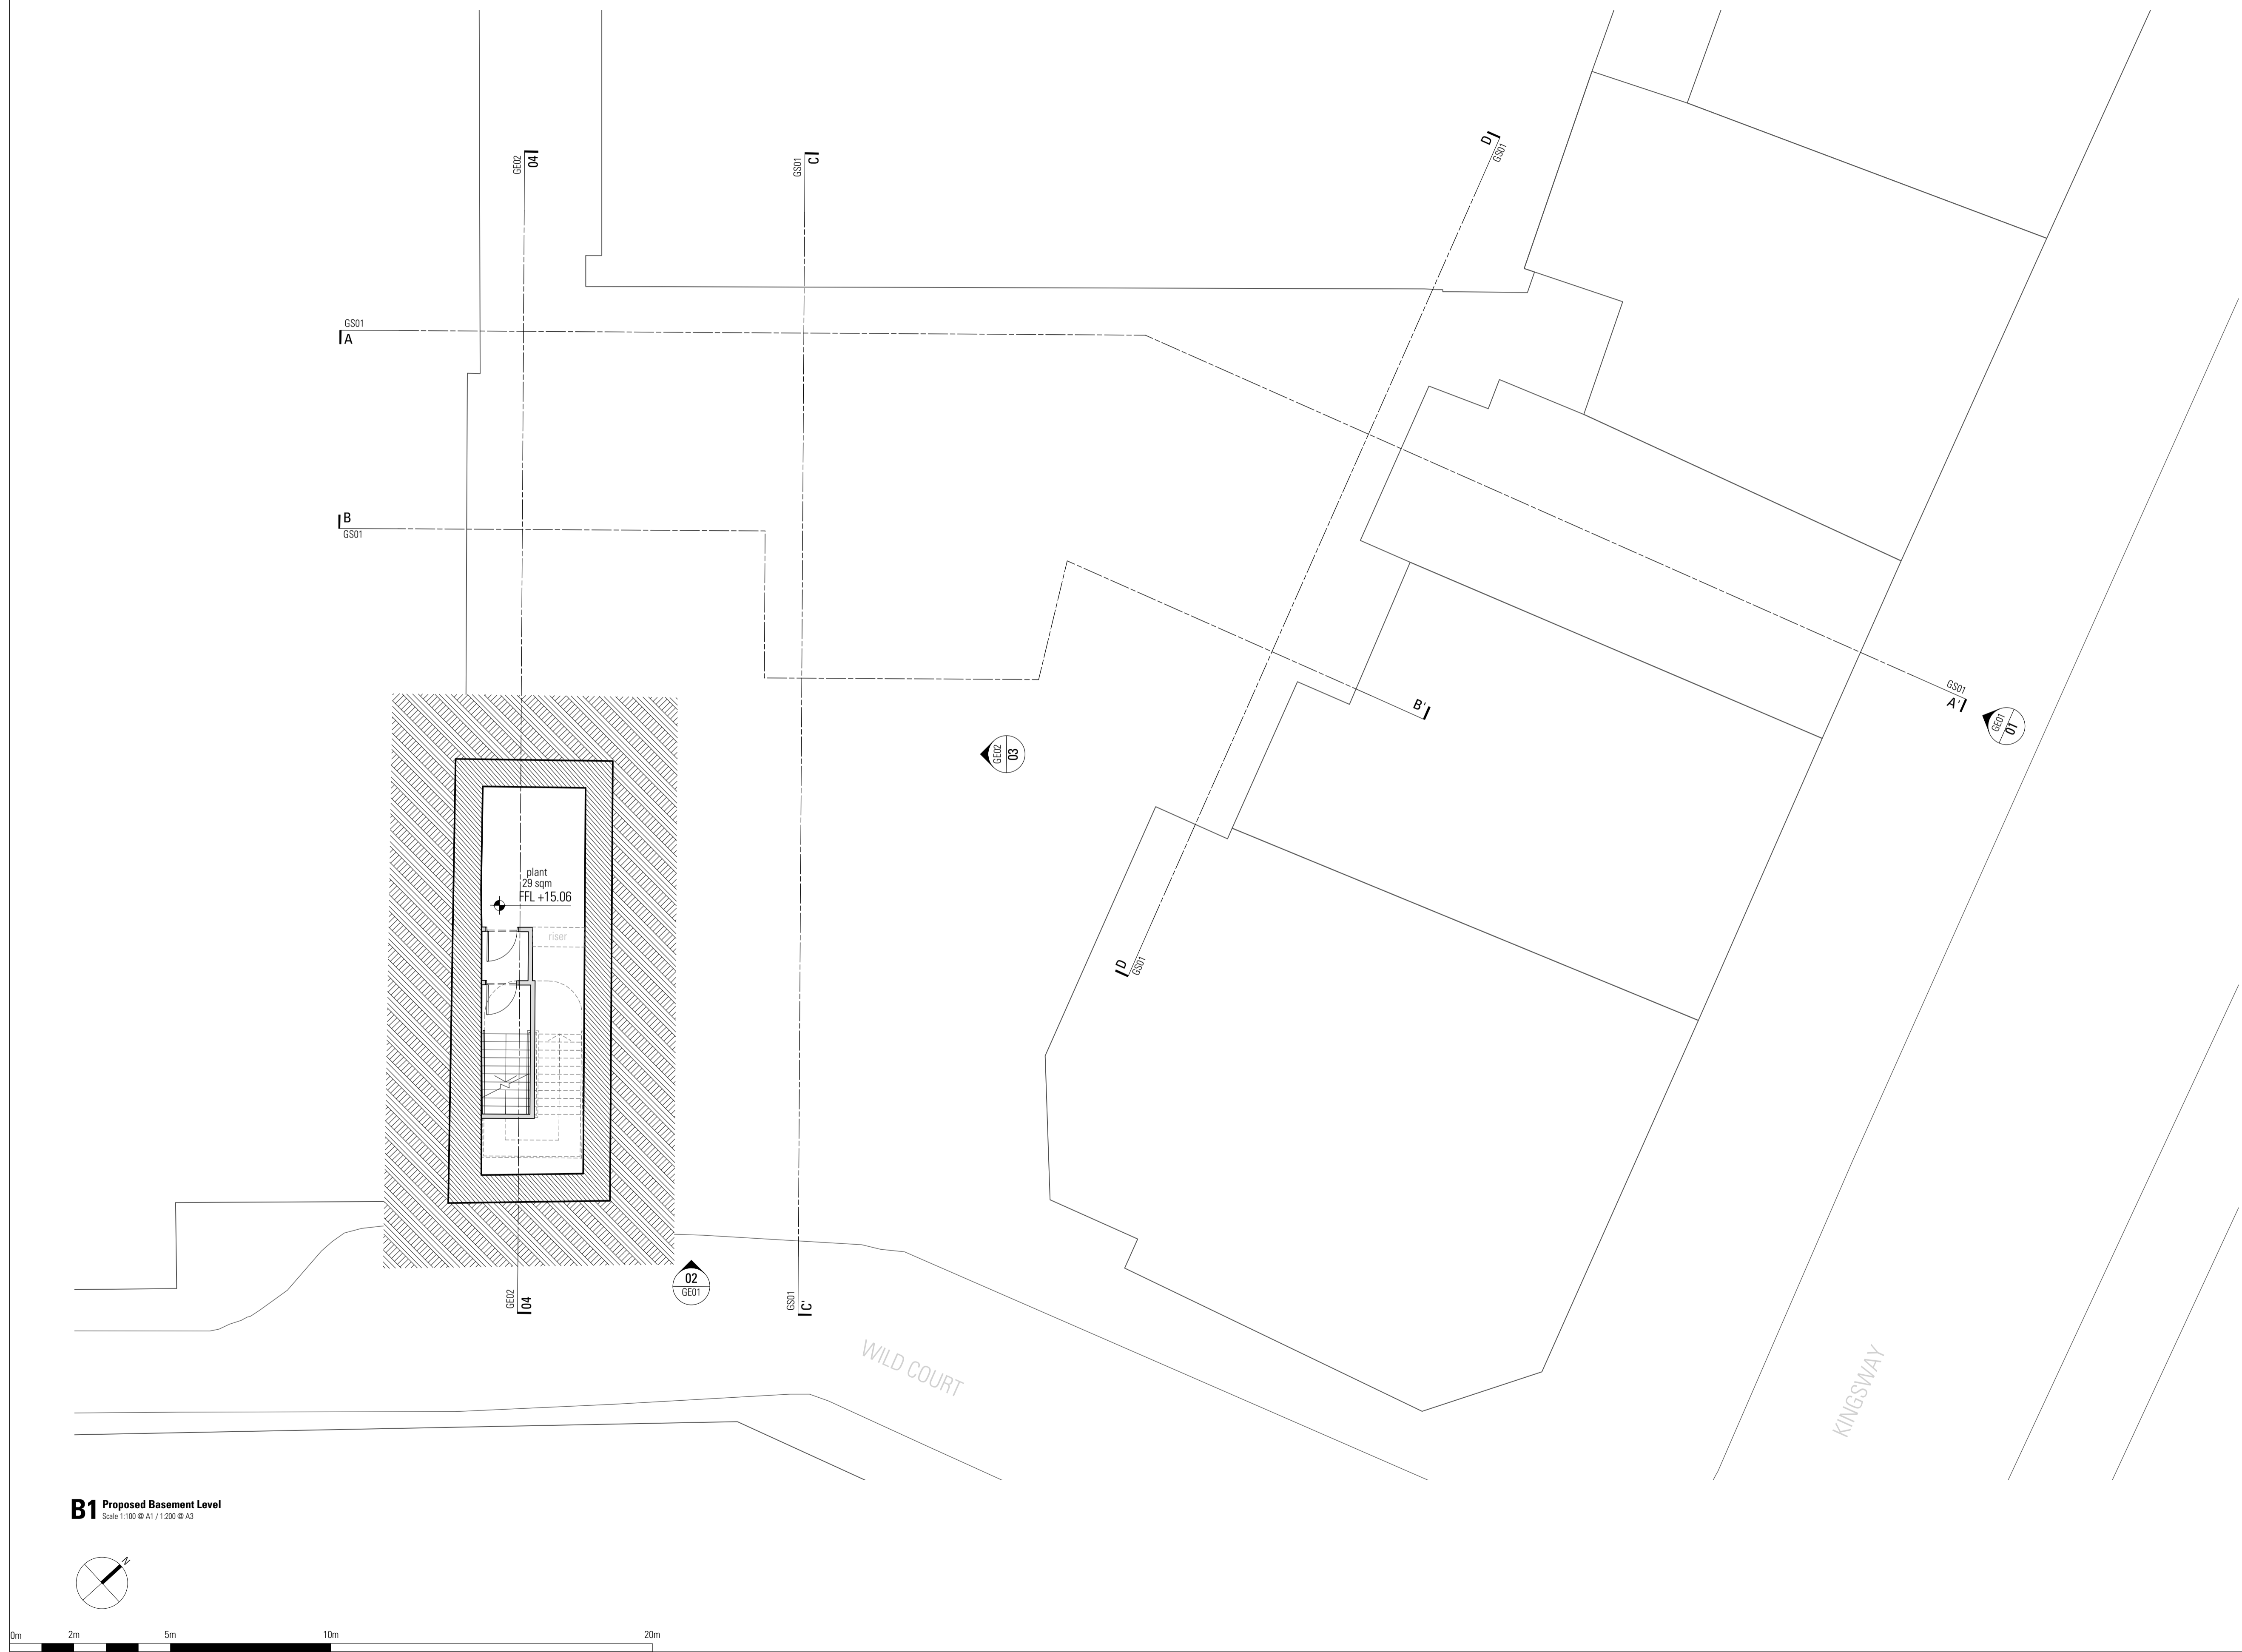 GE02
04
GS01
C
D
GS01
GS01
A
B
GS01
GS01
A'
B'
GE01
01
GE02
03
plant
29 sqm
FFL +15.06
riser
D
GS01
02
GE01
GE02
04
GS01
C'
WILD COURT
KINGSWAY
B1 Proposed Basement Level
Scale 1:100 @ A1 / 1:200 @ A3
N
0m 2m 5m 10m 20m